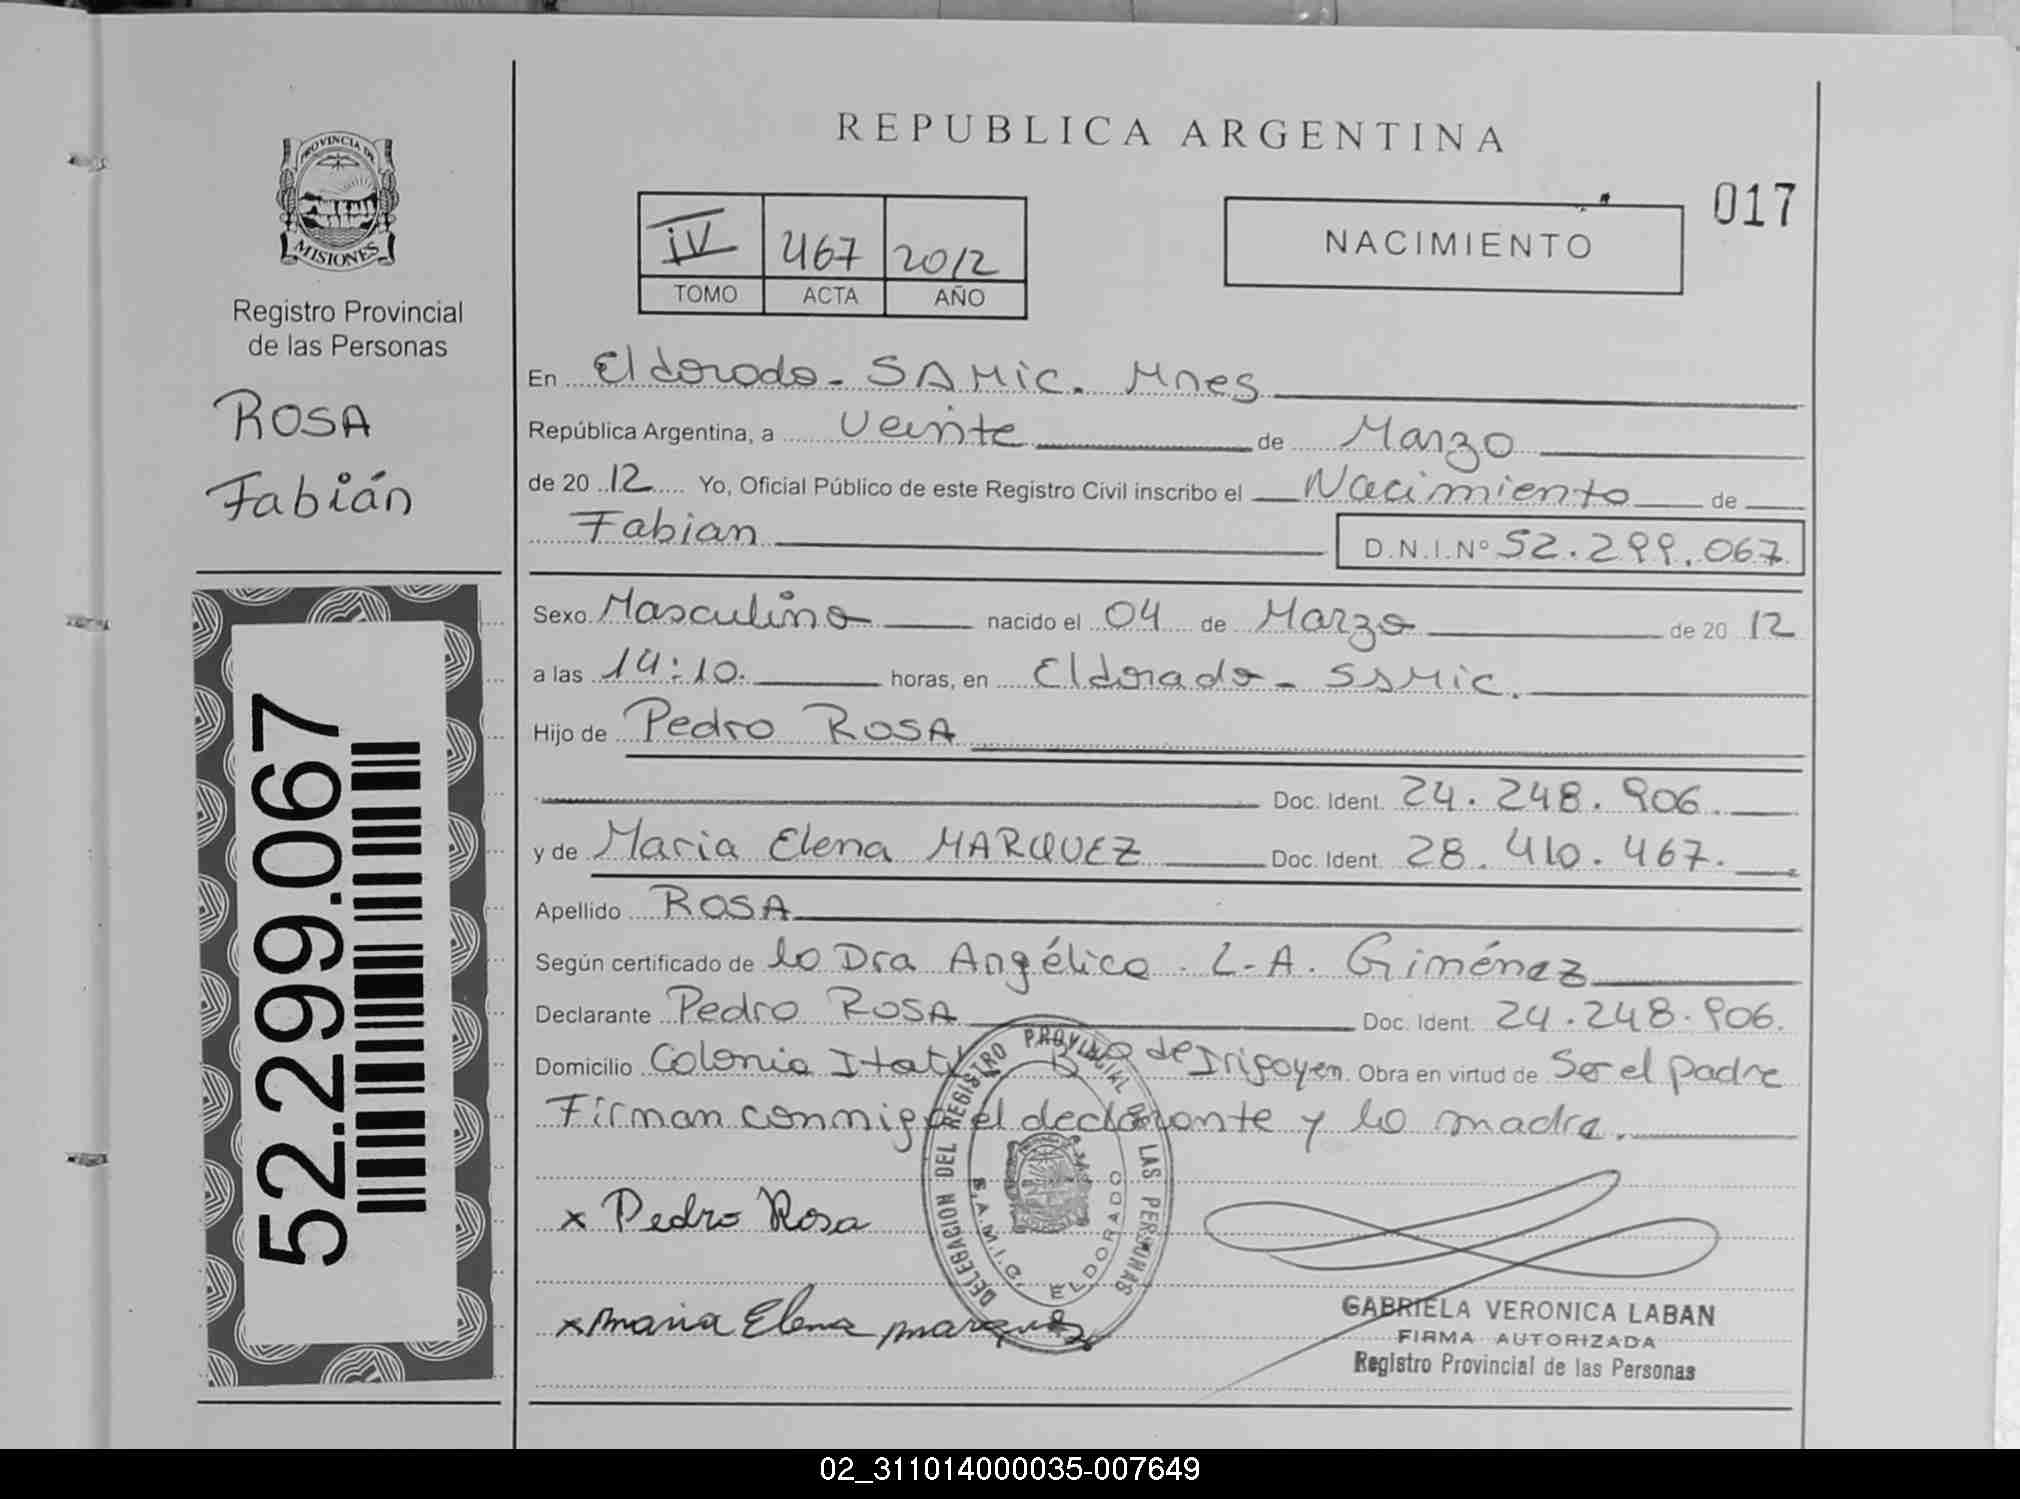 REPUBLICA ARGENTINA
017
PROVINCIA DE
MISIONES
Registro Provincial
de las Personas
ROSA
Fabián
52.299.067
IV 467 2012
TOMO ACTA AÑO
NACIMIENTO
En Eldorado - SAMIC. Mnes
República Argentina, a Veinte de Marzo
de 2012 Yo, Oficial Público de este Registro Civil inscribo el Nacimiento de
Fabian D.N.I.Nº 52.299.067
Sexo Masculino nacido el 04 de Marzo de 2012
a las 14:10. horas, en Eldorado - SAMIC.
Hijo de Pedro ROSA
Doc. Ident. 24.248.906.
y de Maria Elena MARQUEZ Doc. Ident. 28.410.467.
Apellido ROSA
Según certificado de la Dra Angélica . L.A. Giménez
Declarante Pedro ROSA Doc. Ident. 24.248.906.
Domicilio Colonia Itatí Bdo de Irigoyen Obra en virtud de Ser el padre
Firman conmigo el declarante y la madre.
x Pedro Rosa
x maria Elena marquez
DELEGACION DEL REGISTRO PROVINCIAL DE LAS PERSONAS
S.A.M.I.C. ELDORADO
GABRIELA VERONICA LABAN
FIRMA AUTORIZADA
Registro Provincial de las Personas
02_311014000035-007649